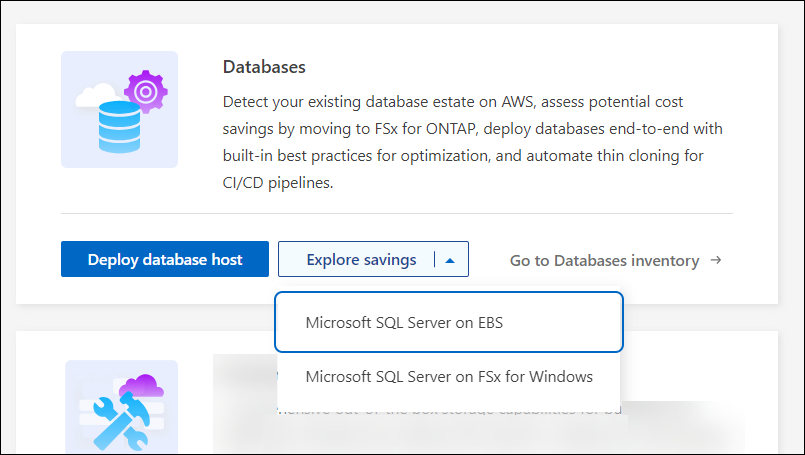 Databases
Detect your existing database estate on AWS, assess potential cost
savings by moving to FSx for ONTAP, deploy databases end-to-end with
built-in best practices for optimization, and automate thin cloning for
CI/CD pipelines.
Deploy database host
Explore savings
Go to Databases inventory →
Microsoft SQL Server on EBS
Microsoft SQL Server on FSx for Windows